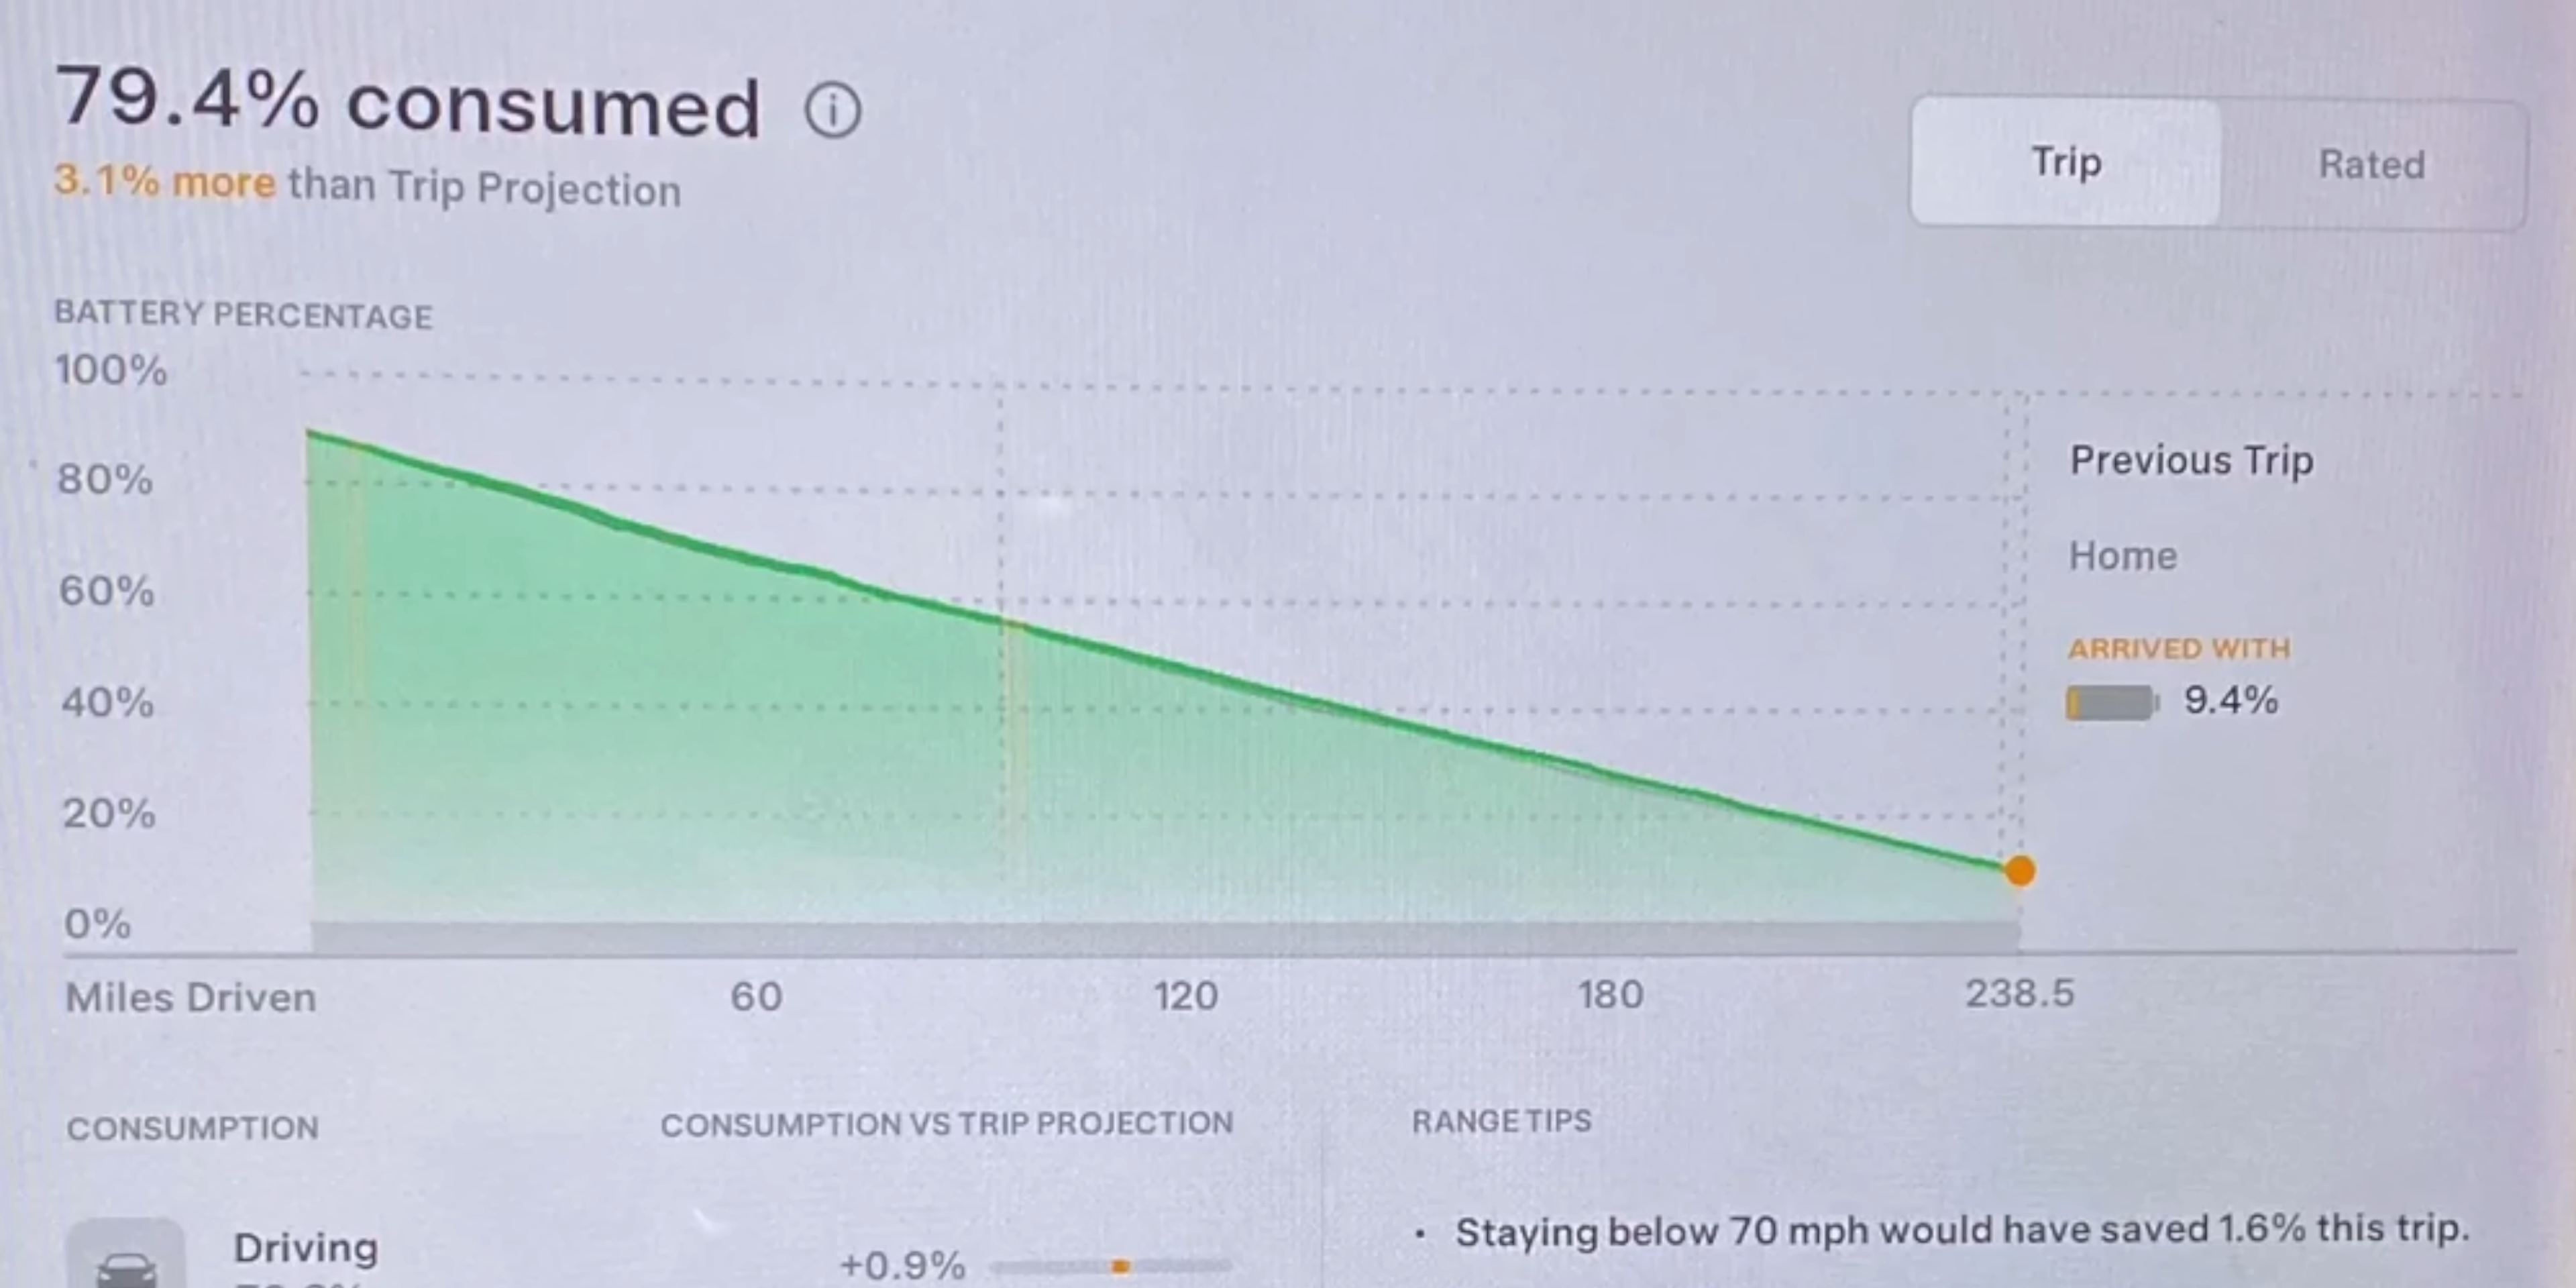 79.4% consumed
3.1% more than Trip Projection
Trip
Rated
BATTERY PERCENTAGE
100%
80%
60%
40%
20%
0%
Previous Trip
Home
ARRIVED WITH
9.4%
Miles Driven 60 120 180 238.5
CONSUMPTION
Driving
CONSUMPTION VS TRIP PROJECTION
+0.9%
RANGE TIPS
· Staying below 70 mph would have saved 1.6% this trip.